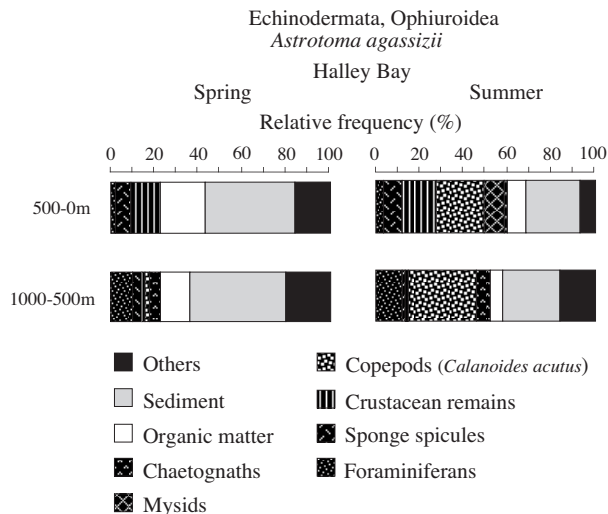 Echinodermata, Ophiuroidea
Astrotoma agassizii
Halley Bay
Spring Summer
Relative frequency (%)
0 20 40 60 80 100 0 20 40 60 80 100
500-0m
1000-500m
Others
Sediment
Organic matter
Chaetognaths
Mysids
Copepods (Calanoides acutus)
Crustacean remains
Sponge spicules
Foraminiferans